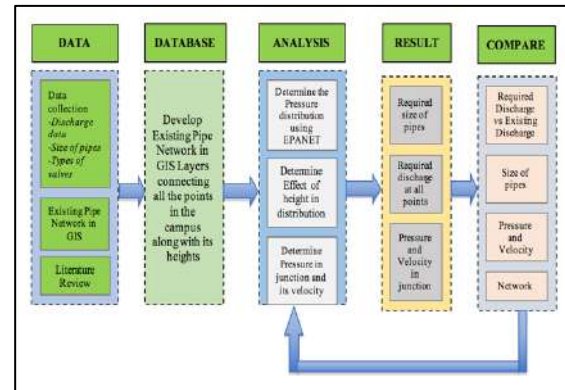 DATA
DATABASE
ANALYSIS
RESULT
COMPARE
Data
collection
-Discharge
data
-Size of pipes
-Types of
valves
Existing Pipe
Network in
GIS
Literature
Review
Develop
Existing Pipe
Network in
GIS Layers
connecting
all the points
in the
campus
along with its
heights
Determine the
Pressure
distribution
using
EPANET
Determine Effect
of height in
distribution
Determine
Pressure in
junction and
its velocity
Required
size of
pipes
Required
discharge
at all
points
Pressure
and
Velocity in
junction
Required
Discharge
vs Existing
Discharge
Size of
pipes
Pressure
and
Velocity
Network